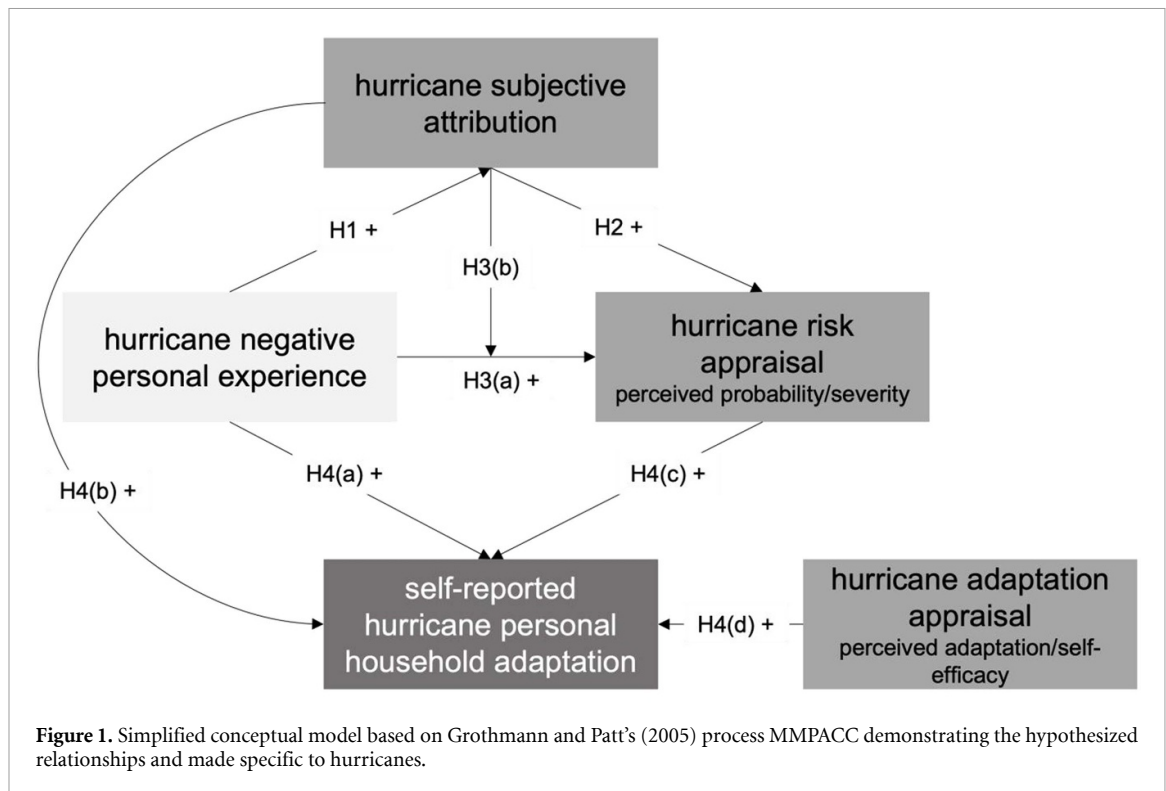 hurricane subjective
attribution
H1 +
H2 +
H3(b)
hurricane negative
personal experience
H3(a) +
hurricane risk
appraisal
perceived probability/severity
H4(b) +
H4(a) +
H4(c) +
self-reported
hurricane personal
household adaptation
H4(d) +
hurricane adaptation
appraisal
perceived adaptation/self-
efficacy
Figure 1. Simplified conceptual model based on Grothmann and Patt’s (2005) process MMPACC demonstrating the hypothesized
relationships and made specific to hurricanes.